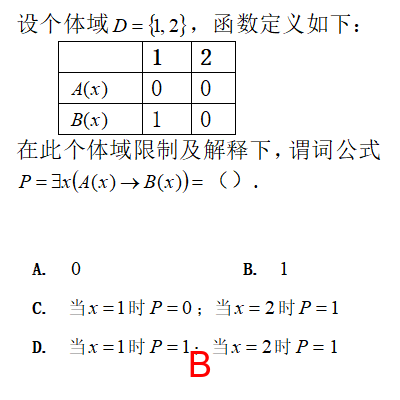 设个体域 D = {1, 2}，函数定义如下：
1 2
A(x) 0 0
B(x) 1 0
在此个体域限制及解释下，谓词公式
P = ∃x(A(x) → B(x)) = （）.
A. 0 B. 1
C. 当 x = 1 时 P = 0；当 x = 2 时 P = 1
D. 当 x = 1 时 P = 1；当 x = 2 时 P = 1
B